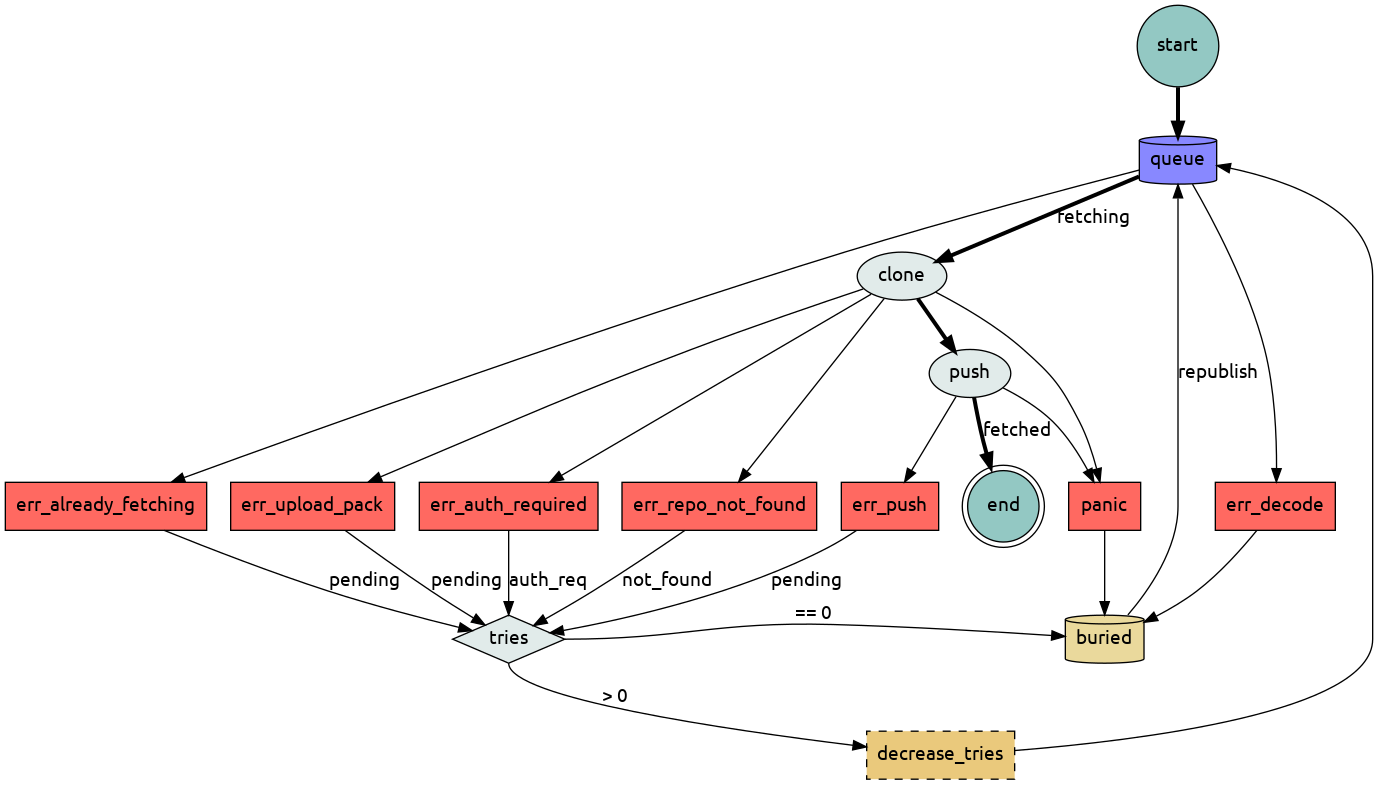 start
queue
fetching
clone
push
republish
fetched
err_already_fetching
err_upload_pack
err_auth_required
err_repo_not_found
err_push
end
panic
err_decode
pending
pending
auth_req
not_found
pending
== 0
tries
buried
> 0
decrease_tries